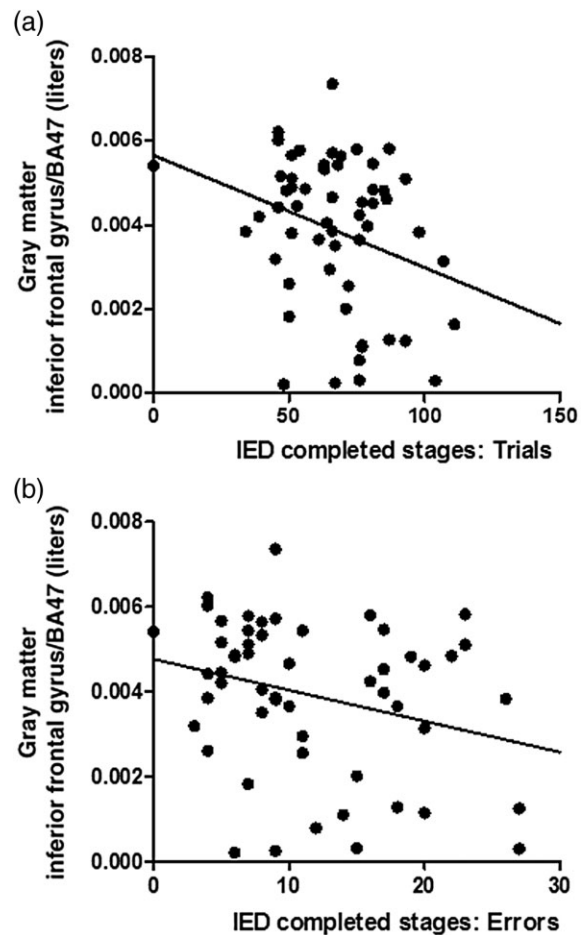 (a)
Gray matter
inferior frontal gyrus/BA47 (liters)
0.008
0.006
0.004
0.002
0.000
0 50 100 150
IED completed stages: Trials
(b)
Gray matter
inferior frontal gyrus/BA47 (liters)
0.008
0.006
0.004
0.002
0.000
0 10 20 30
IED completed stages: Errors